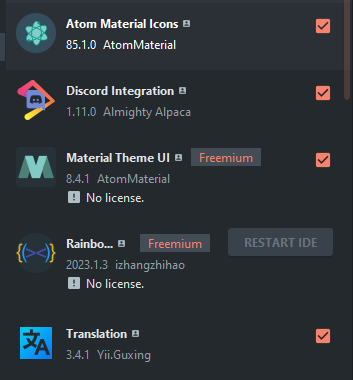 Atom Material Icons
85.1.0 AtomMaterial
Discord Integration
1.11.0 Almighty Alpaca
Material Theme UI Freemium
8.4.1 AtomMaterial
No license.
Rainbo... Freemium RESTART IDE
2023.1.3 izhangzhihao
No license.
Translation
3.4.1 Yii.Guxing